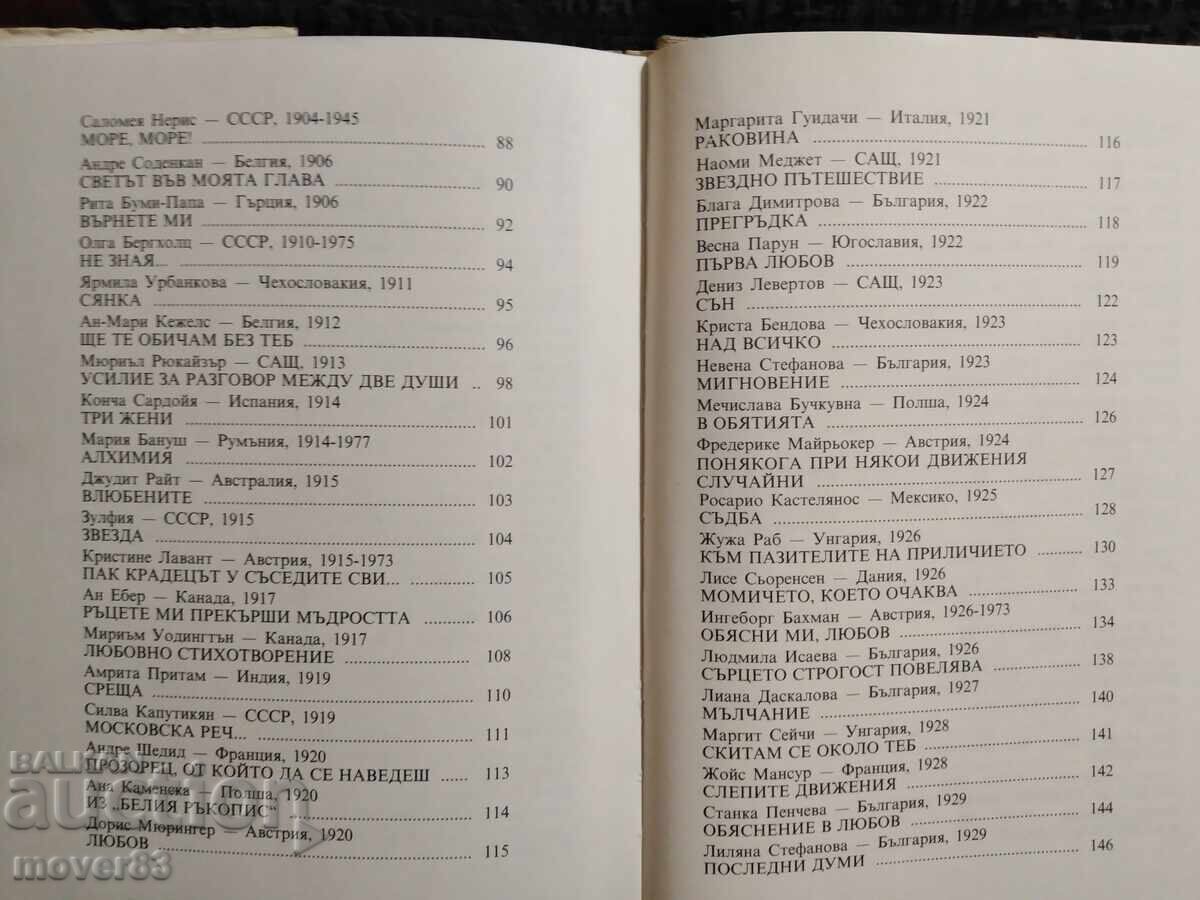 Саломея Нерис — СССР, 1904-1945
МОРЕ, МОРЕ! 88
Андре Соденкан — Белгия, 1906
СВЕТЪТ ВЪВ МОЯТА ГЛАВА 90
Рита Буми-Папа — Гърция, 1906
ВЪРНЕТЕ МИ 92
Олга Бергхолц — СССР, 1910-1975
НЕ ЗНАЯ... 94
Ярмила Урбанкова — Чехословакия, 1911
СЯНКА 95
Ан-Мари Кежелс — Белгия, 1912
ЩЕ ТЕ ОБИЧАМ БЕЗ ТЕБ 96
Мюриъл Рюкайзър — САЩ, 1913
УСИЛИЕ ЗА РАЗГОВОР МЕЖДУ ДВЕ ДУШИ .. 98
Конча Сардойя — Испания, 1914
ТРИ ЖЕНИ 101
Мария Бануш — Румъния, 1914-1977
АЛХИМИЯ 102
Джудит Райт — Австралия, 1915
ВЛЮБЕНИТЕ 103
Зулфия — СССР, 1915
ЗВЕЗДА 104
Кристине Лавант — Австрия, 1915-1973
ПАК КРАДЕЦЪТ У СЪСЕДИТЕ СВИ... 105
Ан Ебер — Канада, 1917
РЪЦЕТЕ МИ ПРЕКЪРШИ МЪДРОСТТА 106
Мириъм Уодингтън — Канада, 1917
ЛЮБОВНО СТИХОТВОРЕНИЕ 108
Амрита Притам — Индия, 1919
СРЕЩА 110
Силва Капутикян — СССР, 1919
МОСКОВСКА РЕЧ... 111
Андре Шедид — Франция, 1920
ПРОЗОРЕЦ, ОТ КОЙТО ДА СЕ НАВЕДЕШ 113
Ана Каменска — Полша, 1920
ИЗ „БЕЛИЯ РЪКОПИС“ 114
Дорис Мюрингер — Австрия, 1920
ЛЮБОВ 115
Маргарита Гуидачи — Италия, 1921
РАКОВИНА 116
Наоми Меджет — САЩ, 1921
ЗВЕЗДНО ПЪТЕШЕСТВИЕ 117
Блага Димитрова — България, 1922
ПРЕГРЪДКА 118
Весна Парун — Югославия, 1922
ПЪРВА ЛЮБОВ 119
Дениз Левертов — САЩ, 1923
СЪН 122
Криста Бендова — Чехословакия, 1923
НАД ВСИЧКО 123
Невена Стефанова — България, 1923
МИГНОВЕНИЕ 124
Мечислава Бучкувна — Полша, 1924
В ОБЯТИЯТА 126
Фредерике Майрьокер — Австрия, 1924
ПОНЯКОГА ПРИ НЯКОИ ДВИЖЕНИЯ
СЛУЧАЙНИ 127
Росарио Кастелянос — Мексико, 1925
СЪДБА 128
Жужа Раб — Унгария, 1926
КЪМ ПАЗИТЕЛИТЕ НА ПРИЛИЧИЕТО 130
Лисе Сьоренсен — Дания, 1926
МОМИЧЕТО, КОЕТО ОЧАКВА 133
Ингеборг Бахман — Австрия, 1926-1973
ОБЯСНИ МИ, ЛЮБОВ 134
Людмила Исаева — България, 1926
СЪРЦЕТО СТРОГОСТ ПОВЕЛЯВА 138
Лиана Даскалова — България, 1927
МЪЛЧАНИЕ 140
Маргит Сейчи — Унгария, 1928
СКИТАМ СЕ ОКОЛО ТЕБ 141
Жойс Мансур — Франция, 1928
СЛЕПИТЕ ДВИЖЕНИЯ 142
Станка Пенчева — България, 1929
ОБЯСНЕНИЕ В ЛЮБОВ 144
Лиляна Стефанова — България, 1929
ПОСЛЕДНИ ДУМИ 146
БАЛКАН
auction
mover83